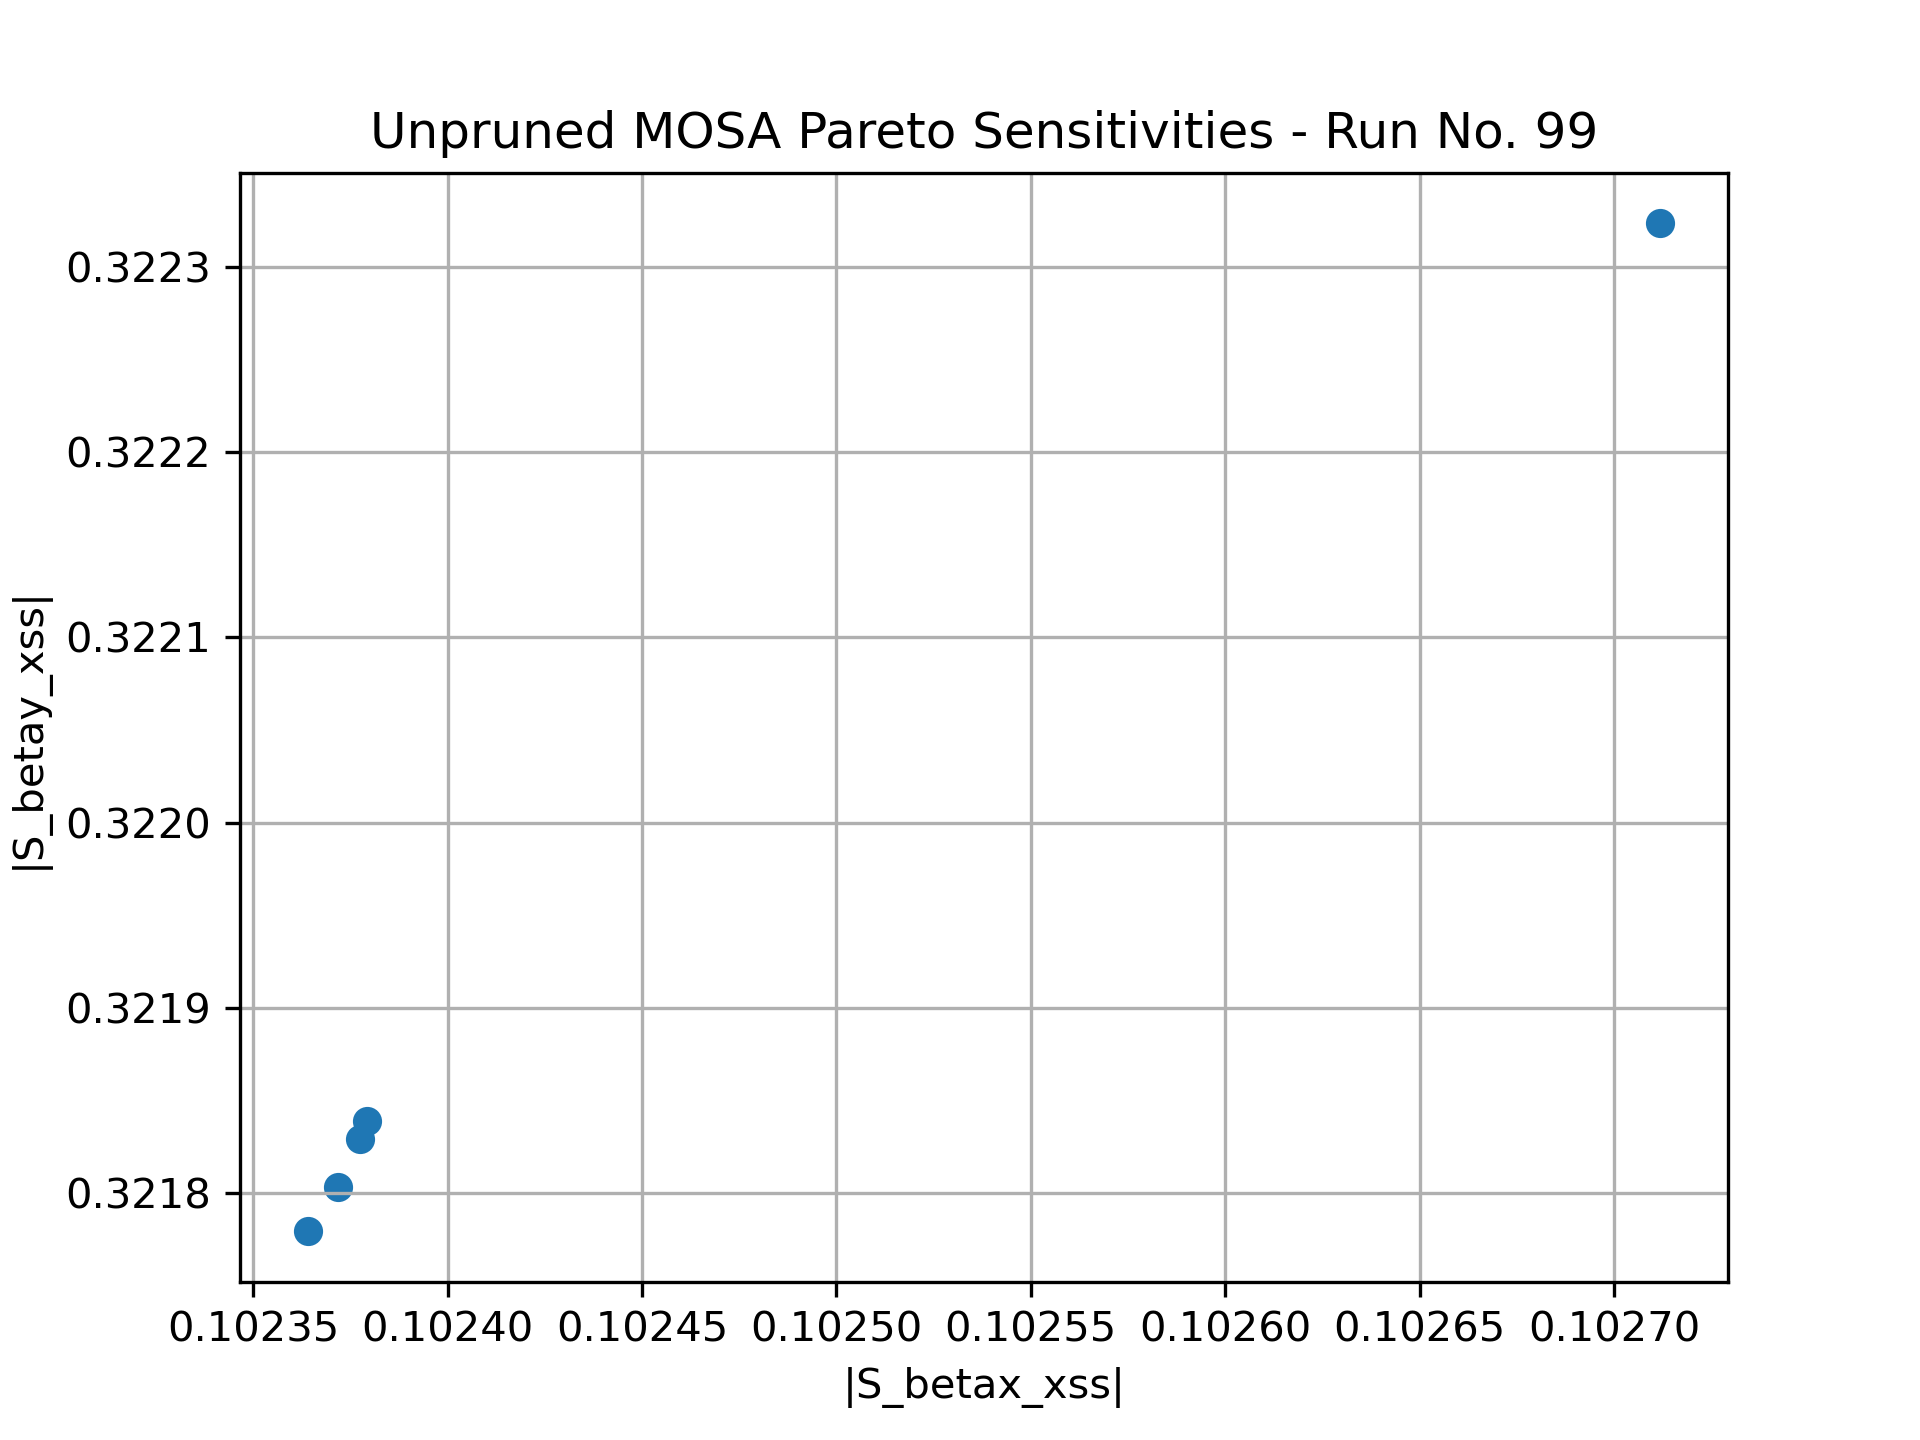 Unpruned MOSA Pareto Sensitivities - Run No. 99
0.3223
0.3222
0.3221
0.3220
0.3219
0.3218
|S_betay_xss|
0.10235 0.10240 0.10245 0.10250 0.10255 0.10260 0.10265 0.10270
|S_betax_xss|